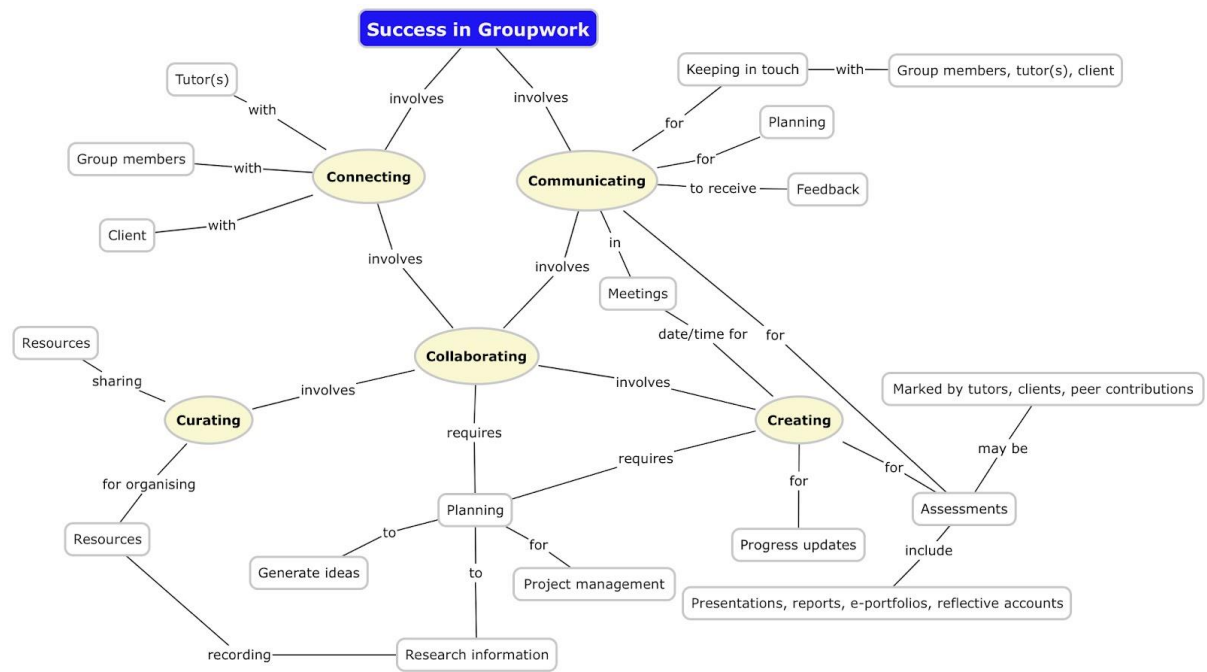 Success in Groupwork
involves
involves
Tutor(s)
with
Group members
with
Client
with
Connecting
Communicating
Keeping in touch
with
Group members, tutor(s), client
for
Planning
for
to receive
Feedback
in
Meetings
date/time for
for
involves
involves
Collaborating
Resources
sharing
Curating
involves
involves
Creating
requires
requires
for organising
Resources
Planning
to
Generate ideas
to
for
Project management
recording
Research information
for
Progress updates
for
Assessments
may be
Marked by tutors, clients, peer contributions
include
Presentations, reports, e-portfolios, reflective accounts